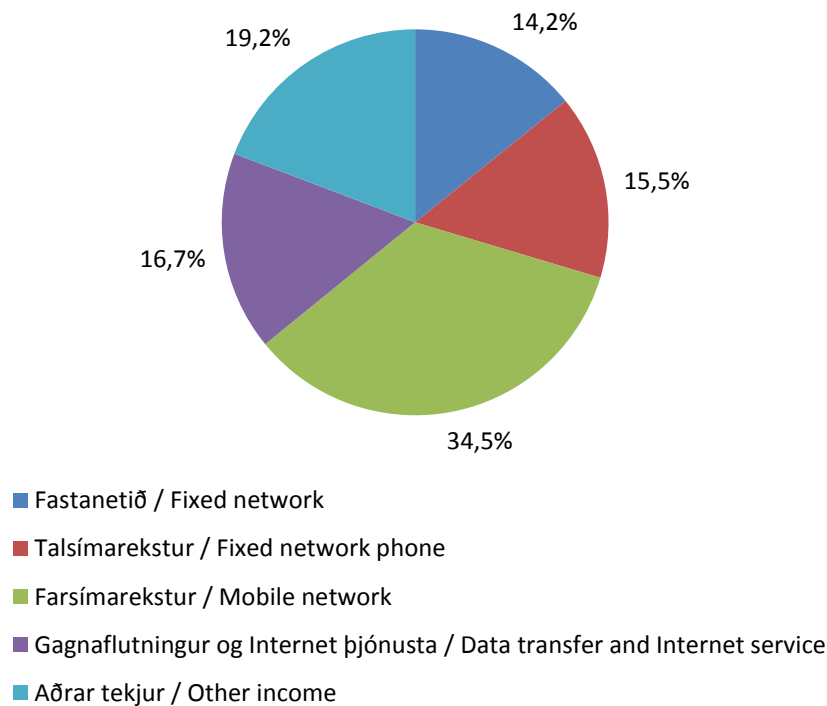 19,2%
14,2%
15,5%
16,7%
34,5%
Fastanetið / Fixed network
Talsímarekstur / Fixed network phone
Farsímarekstur / Mobile network
Gagnaflutningur og Internet þjónusta / Data transfer and Internet service
Aðrar tekjur / Other income